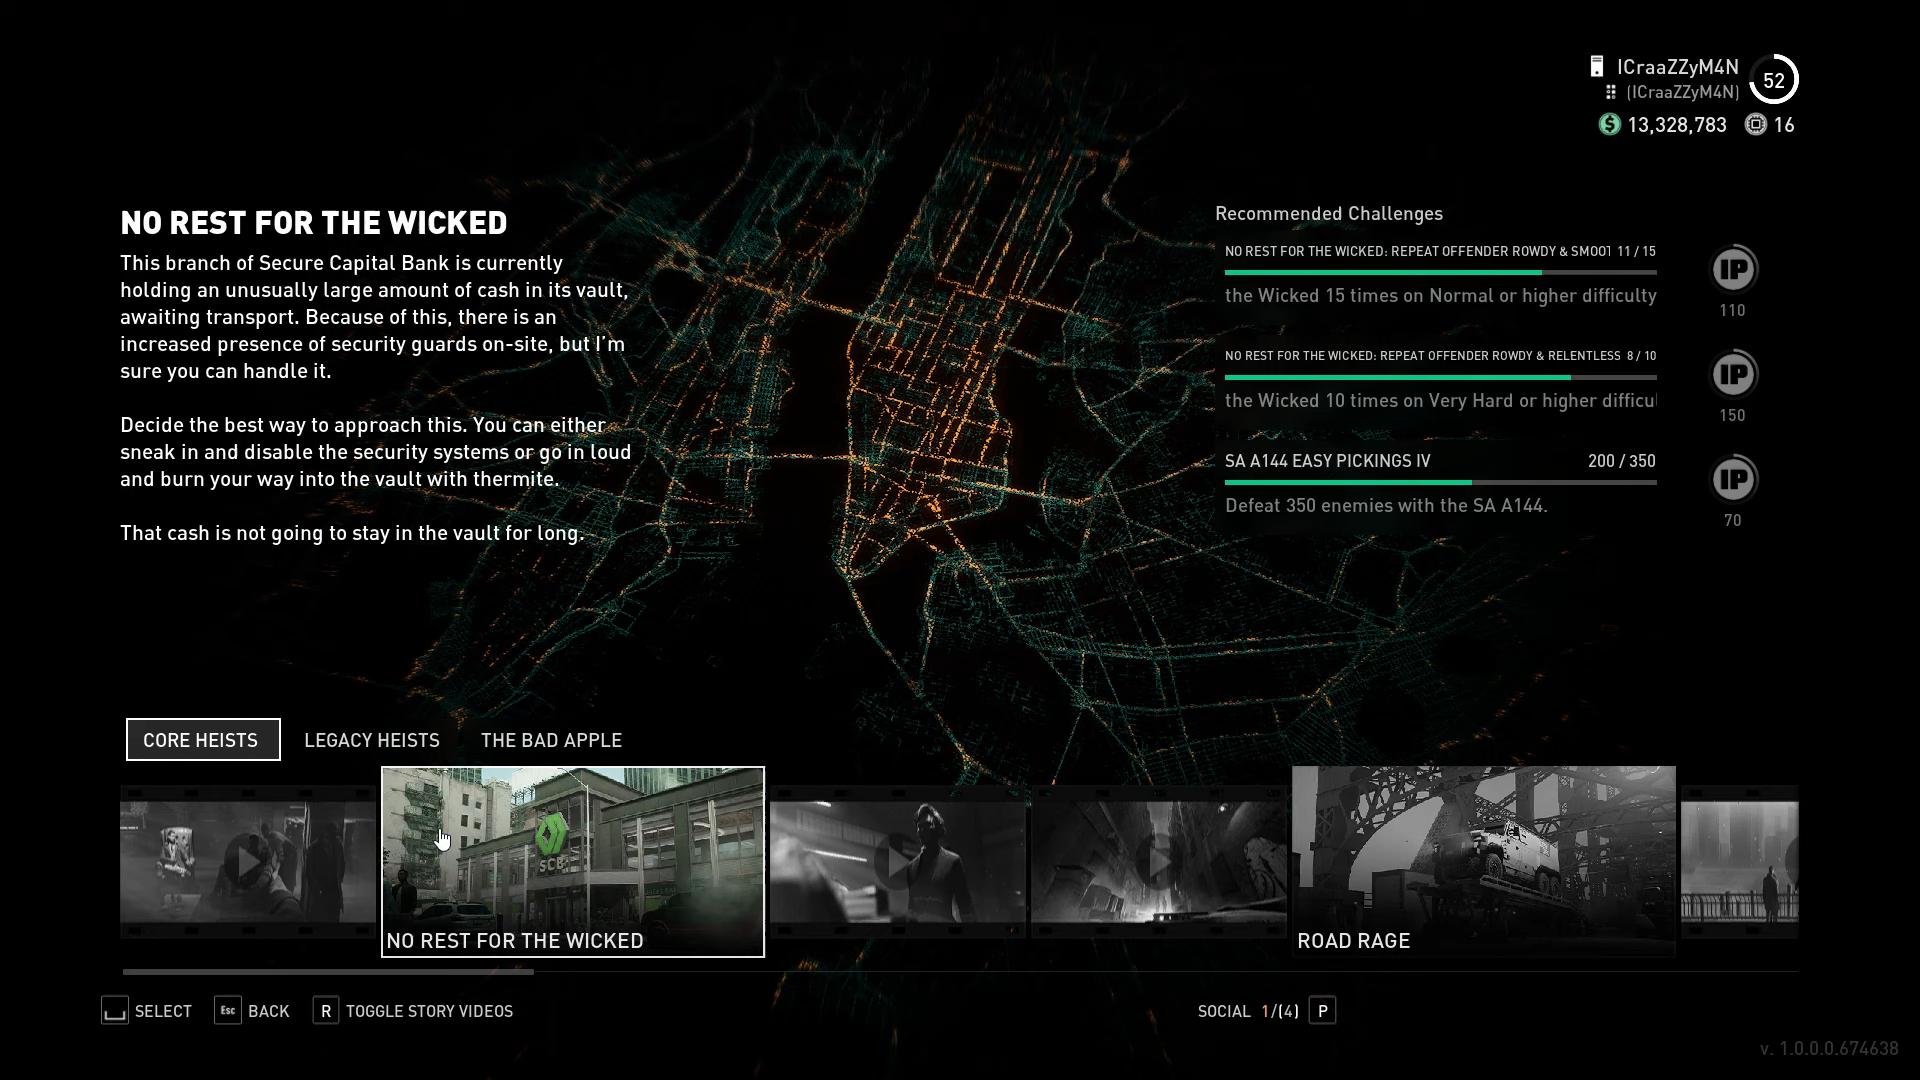 ICraaZZyM4N
52
(ICraaZZyM4N)
$ 13,328,783 16
NO REST FOR THE WICKED
This branch of Secure Capital Bank is currently
holding an unusually large amount of cash in its vault,
awaiting transport. Because of this, there is an
increased presence of security guards on-site, but I'm
sure you can handle it.
Decide the best way to approach this. You can either
sneak in and disable the security systems or go in loud
and burn your way into the vault with thermite.
That cash is not going to stay in the vault for long.
Recommended Challenges
NO REST FOR THE WICKED: REPEAT OFFENDER ROWDY & SMOOT 11 / 15
the Wicked 15 times on Normal or higher difficulty
IP
110
NO REST FOR THE WICKED: REPEAT OFFENDER ROWDY & RELENTLESS 8 / 10
the Wicked 10 times on Very Hard or higher difficul
IP
150
SA A144 EASY PICKINGS IV 200 / 350
Defeat 350 enemies with the SA A144.
IP
70
CORE HEISTS LEGACY HEISTS THE BAD APPLE
SCB
NO REST FOR THE WICKED
ROAD RAGE
SELECT Esc BACK R TOGGLE STORY VIDEOS
SOCIAL 1/(4) P
v. 1.0.0.0.674638